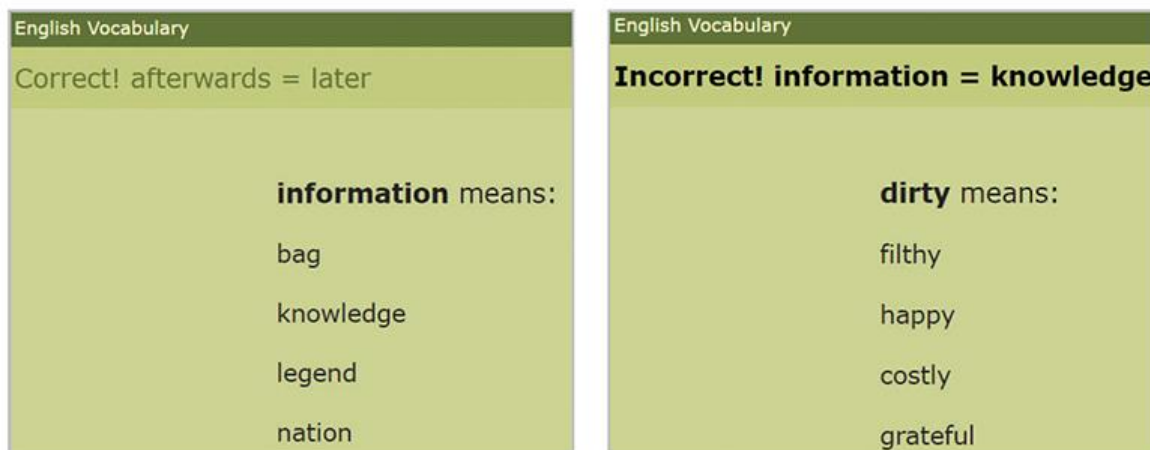 English Vocabulary
Correct! afterwards = later
information means:
bag
knowledge
legend
nation
English Vocabulary
Incorrect! information = knowledge
dirty means:
filthy
happy
costly
grateful